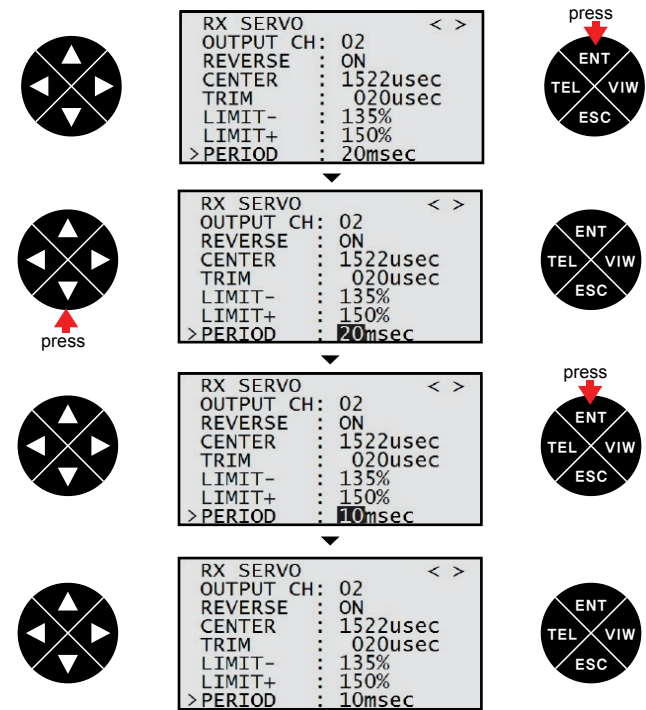 press
RX SERVO < >
OUTPUT CH: 02
REVERSE : ON
CENTER : 1522usec
TRIM : 020usec
LIMIT- : 135%
LIMIT+ : 150%
>PERIOD : 20msec
ENT
TEL VIW
ESC
RX SERVO < >
OUTPUT CH: 02
REVERSE : ON
CENTER : 1522usec
TRIM : 020usec
LIMIT- : 135%
LIMIT+ : 150%
>PERIOD : 20msec
ENT
TEL VIW
ESC
press
press
RX SERVO < >
OUTPUT CH: 02
REVERSE : ON
CENTER : 1522usec
TRIM : 020usec
LIMIT- : 135%
LIMIT+ : 150%
>PERIOD : 10msec
ENT
TEL VIW
ESC
RX SERVO < >
OUTPUT CH: 02
REVERSE : ON
CENTER : 1522usec
TRIM : 020usec
LIMIT- : 135%
LIMIT+ : 150%
>PERIOD : 10msec
ENT
TEL VIW
ESC